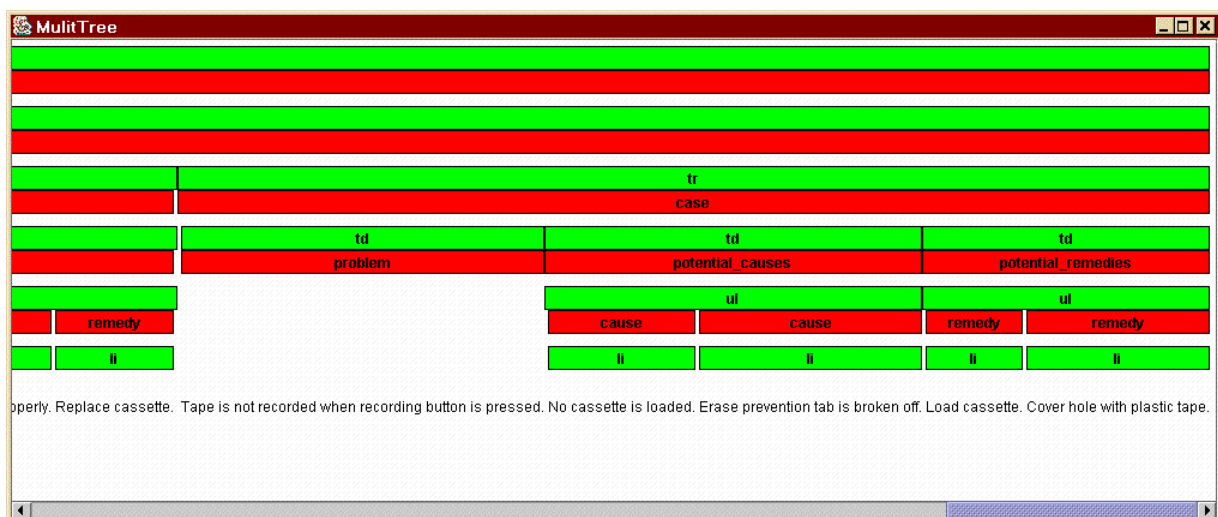 MulitTree
tr
case
td td td
problem potential_causes potential_remedies
ul ul
remedy cause cause remedy remedy
li li li li li
operly. Replace cassette. Tape is not recorded when recording button is pressed. No cassette is loaded. Erase prevention tab is broken off. Load cassette. Cover hole with plastic tape.